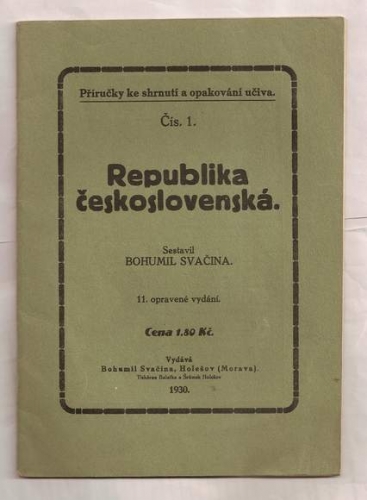 Příručky ke shrnutí a opakování učiva.
Čís. 1.
Republika
československá.
Sestavil
BOHUMIL SVAČINA.
11. opravené vydání.
Cena 1.80 Kč.
Vydává
Bohumil Svačina, Holešov (Morava).
Holešov
1930.